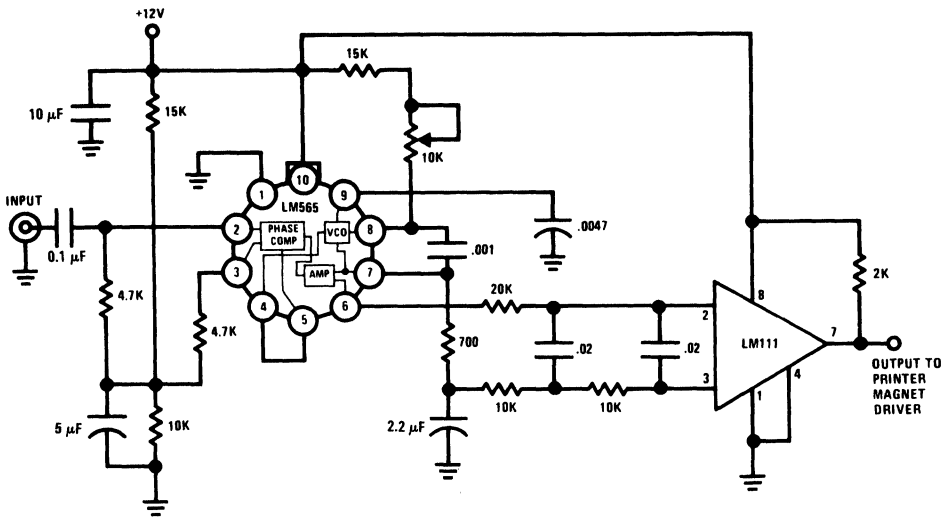 +12V
15K
15K
10 µF
10K
INPUT
0.1 µF
1
10
9
LM565
2
PHASE
COMP
VCO
8
.0047
.001
3
AMP
7
4
5
6
4.7K
4.7K
20K
2
8
2K
700
.02
.02
LM111
7
10K
10K
3
1
4
OUTPUT TO
PRINTER
MAGNET
DRIVER
5 µF
10K
2.2 µF